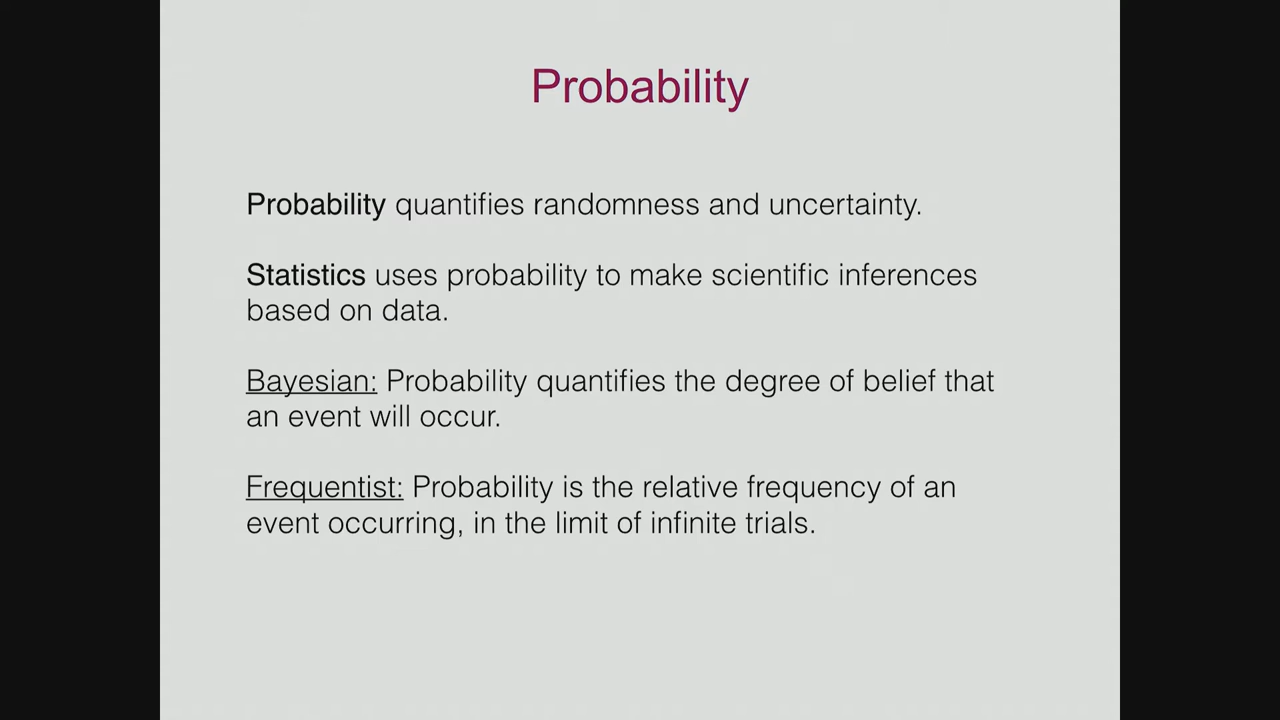 Probability
Probability quantifies randomness and uncertainty.
Statistics uses probability to make scientific inferences
based on data.
Bayesian: Probability quantifies the degree of belief that
an event will occur.
Frequentist: Probability is the relative frequency of an
event occurring, in the limit of infinite trials.